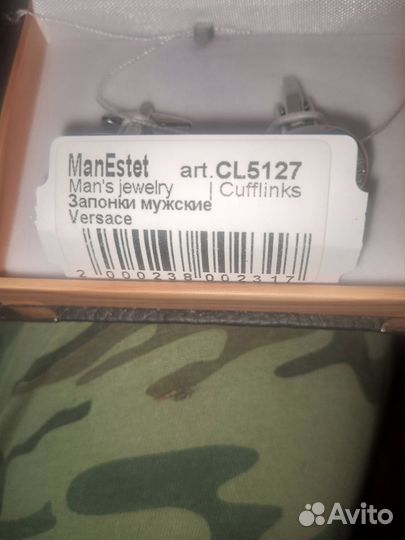 ManEstet art.CL5127
Man's jewelry | Cufflinks
Запонки мужские
Versace
2 000238 002317
Avito